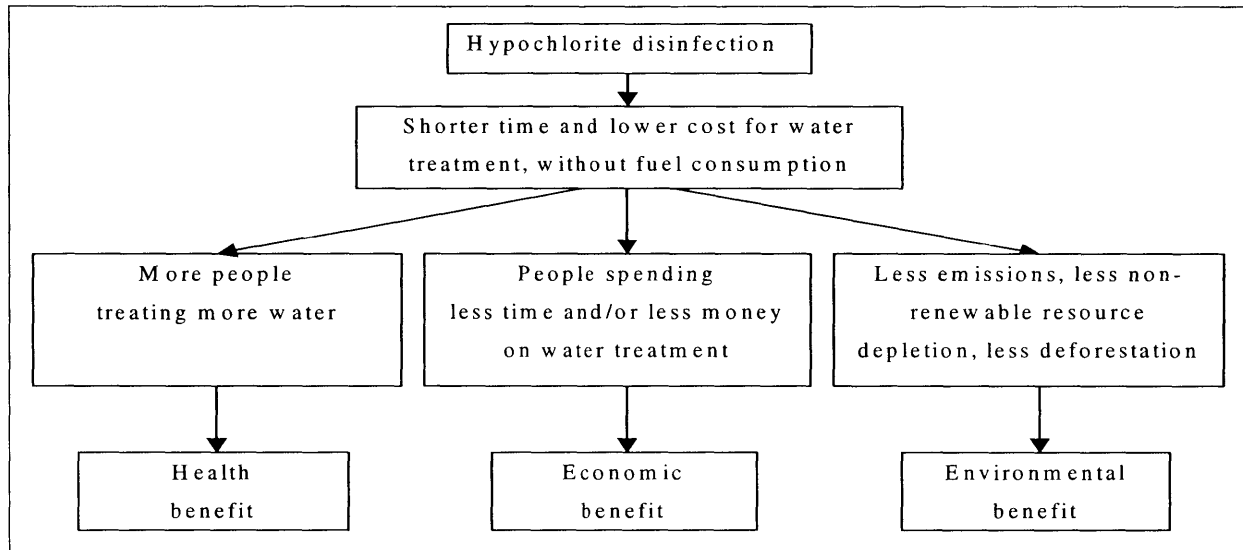 Hypochlorite disinfection
Shorter time and lower cost for water
treatment, without fuel consumption
More people
treating more water
People spending
less time and/or less money
on water treatment
Less emissions, less non-
renewable resource
depletion, less deforestation
Health
benefit
Economic
benefit
Environmental
benefit